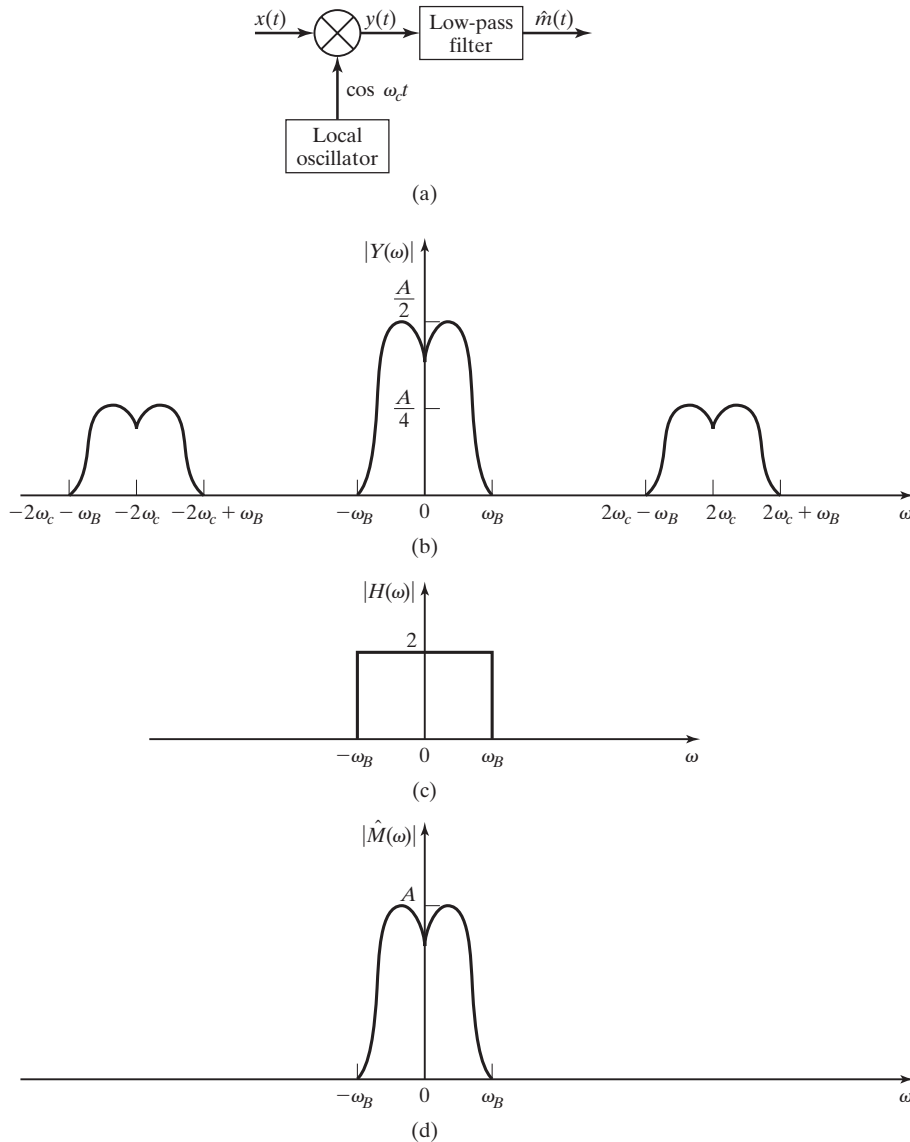 x(t) y(t) Low-pass filter m̂(t)
cos ω_c t
Local
oscillator
(a)
|Y(ω)|
A/2
A/4
−2ω_c − ω_B −2ω_c −2ω_c + ω_B −ω_B 0 ω_B 2ω_c − ω_B 2ω_c 2ω_c + ω_B ω
(b)
|H(ω)|
2
−ω_B 0 ω_B ω
(c)
|M̂(ω)|
A
−ω_B 0 ω_B ω
(d)